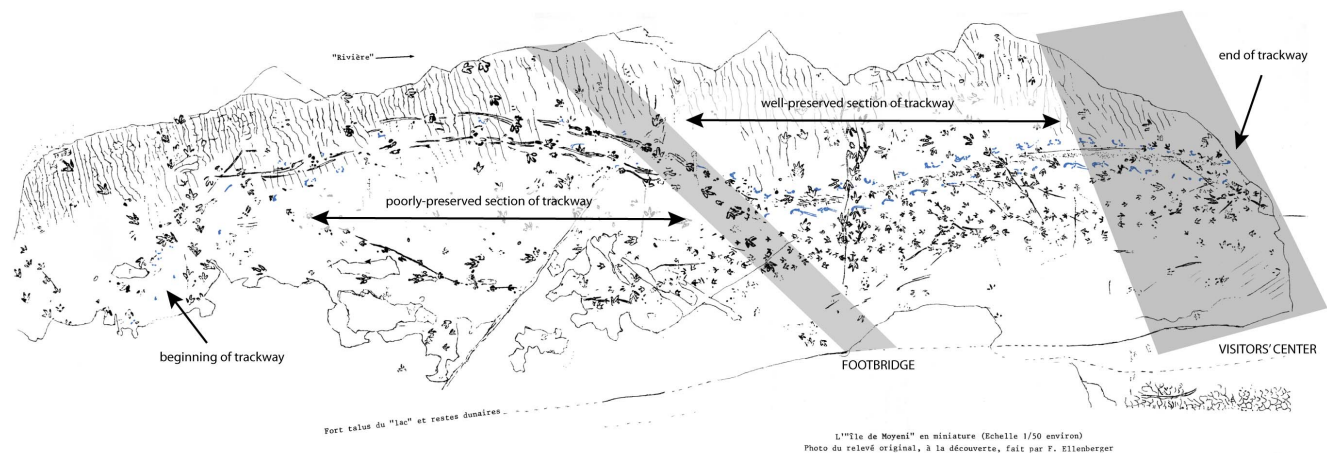 "Rivière"
end of trackway
well-preserved section of trackway
poorly-preserved section of trackway
beginning of trackway
FOOTBRIDGE
VISITORS' CENTER
Fort talus du "lac" et restes dunaires
L'"île de Moyeni" en miniature (Echelle 1/50 environ)
Photo du relevé original, à la découverte, fait par F. Ellenberger